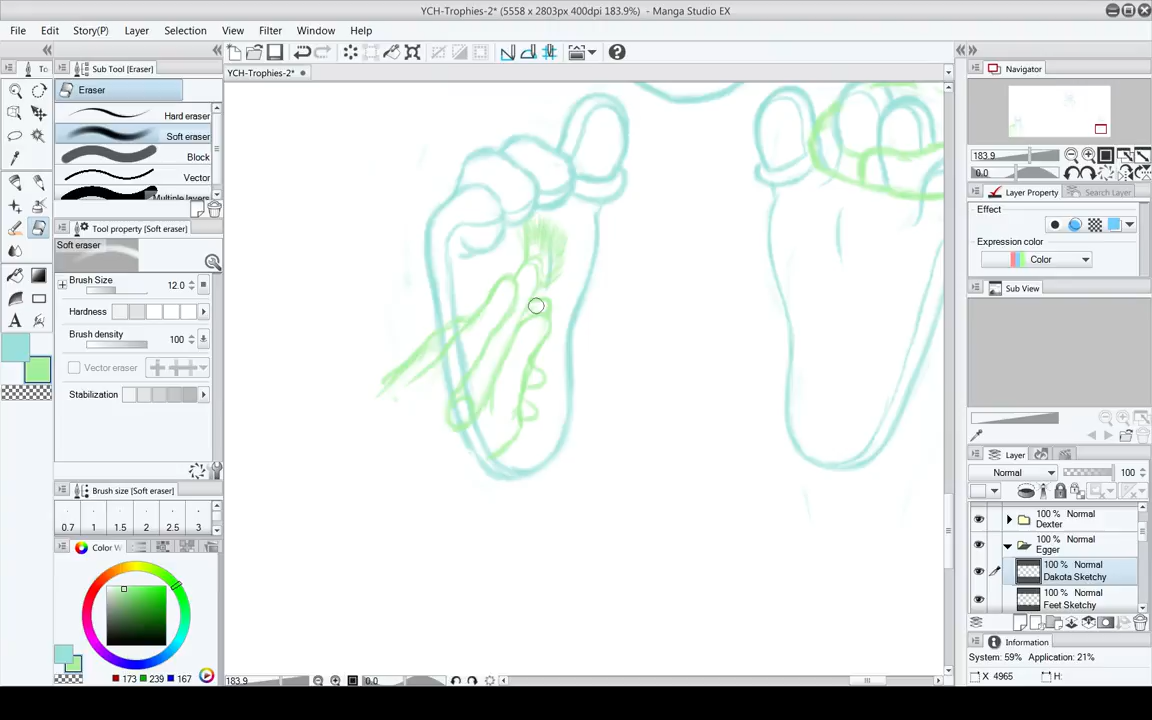 YCH-Trophies-2* (5558 x 2803px 400dpi 183.9%) - Manga Studio EX
File Edit Story(P) Layer Selection View Filter Window Help
Sub Tool [Eraser]
Eraser
Hard eraser
Soft eraser
Block
Vector
Multiple layers
Tool property [Soft eraser]
Soft eraser
Brush Size 12.0
Hardness
Brush density 100
Vector eraser
Stabilization
Brush size [Soft eraser]
0.7 1 1.5 2 2.5 3
Color W
173 239 167
YCH-Trophies-2*
183.9 0.0
Navigator
183.9
0.0
Layer Property Search Layer
Effect
Expression color
Color
Sub View
Layer
Normal 100
100 % Normal
Dexter
100 % Normal
Egger
100 % Normal
Dakota Sketchy
100 % Normal
Feet Sketchy
Information
System: 59% Application: 21%
X 4965 H: